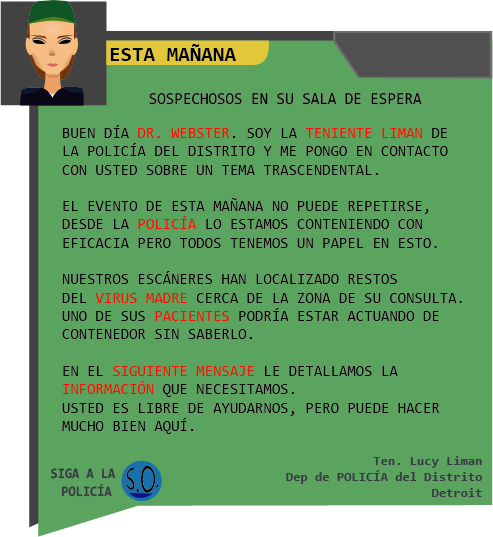 ESTA MAÑANA
SOSPECHOSOS EN SU SALA DE ESPERA
BUEN DÍA DR. WEBSTER. SOY LA TENIENTE LIMAN DE
LA POLICÍA DEL DISTRITO Y ME PONGO EN CONTACTO
CON USTED SOBRE UN TEMA TRASCENDENTAL.
EL EVENTO DE ESTA MAÑANA NO PUEDE REPETIRSE,
DESDE LA POLICÍA LO ESTAMOS CONTENIENDO CON
EFICACIA PERO TODOS TENEMOS UN PAPEL EN ESTO.
NUESTROS ESCÁNERES HAN LOCALIZADO RESTOS
DEL VIRUS MADRE CERCA DE LA ZONA DE SU CONSULTA.
UNO DE SUS PACIENTES PODRÍA ESTAR ACTUANDO DE
CONTENEDOR SIN SABERLO.
EN EL SIGUIENTE MENSAJE LE DETALLAMOS LA
INFORMACIÓN QUE NECESITAMOS.
USTED ES LIBRE DE AYUDARNOS, PERO PUEDE HACER
MUCHO BIEN AQUÍ.
SIGA A LA
POLICÍA
S.O.
Ten. Lucy Liman
Dep de POLICÍA del Distrito
Detroit